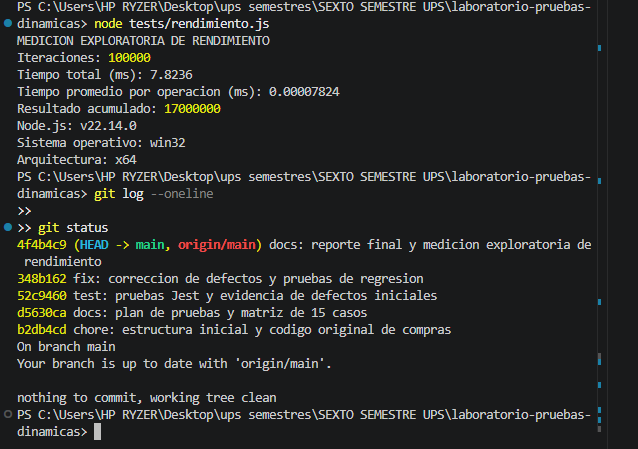 PS C:\Users\HP RYZER\Desktop\ups semestres\SEXTO SEMESTRE UPS\laboratorio-pruebas-
dinamicas> node tests/rendimiento.js
MEDICION EXPLORATORIA DE RENDIMIENTO
Iteraciones: 100000
Tiempo total (ms): 7.8236
Tiempo promedio por operacion (ms): 0.00007824
Resultado acumulado: 17000000
Node.js: v22.14.0
Sistema operativo: win32
Arquitectura: x64
PS C:\Users\HP RYZER\Desktop\ups semestres\SEXTO SEMESTRE UPS\laboratorio-pruebas-
dinamicas> git log --oneline
>>
>> git status
4f4b4c9 (HEAD -> main, origin/main) docs: reporte final y medicion exploratoria de
rendimiento
348b162 fix: correccion de defectos y pruebas de regresion
52c9460 test: pruebas Jest y evidencia de defectos iniciales
d5630ca docs: plan de pruebas y matriz de 15 casos
b2db4cd chore: estructura inicial y codigo original de compras
On branch main
Your branch is up to date with 'origin/main'.

nothing to commit, working tree clean
PS C:\Users\HP RYZER\Desktop\ups semestres\SEXTO SEMESTRE UPS\laboratorio-pruebas-
dinamicas>